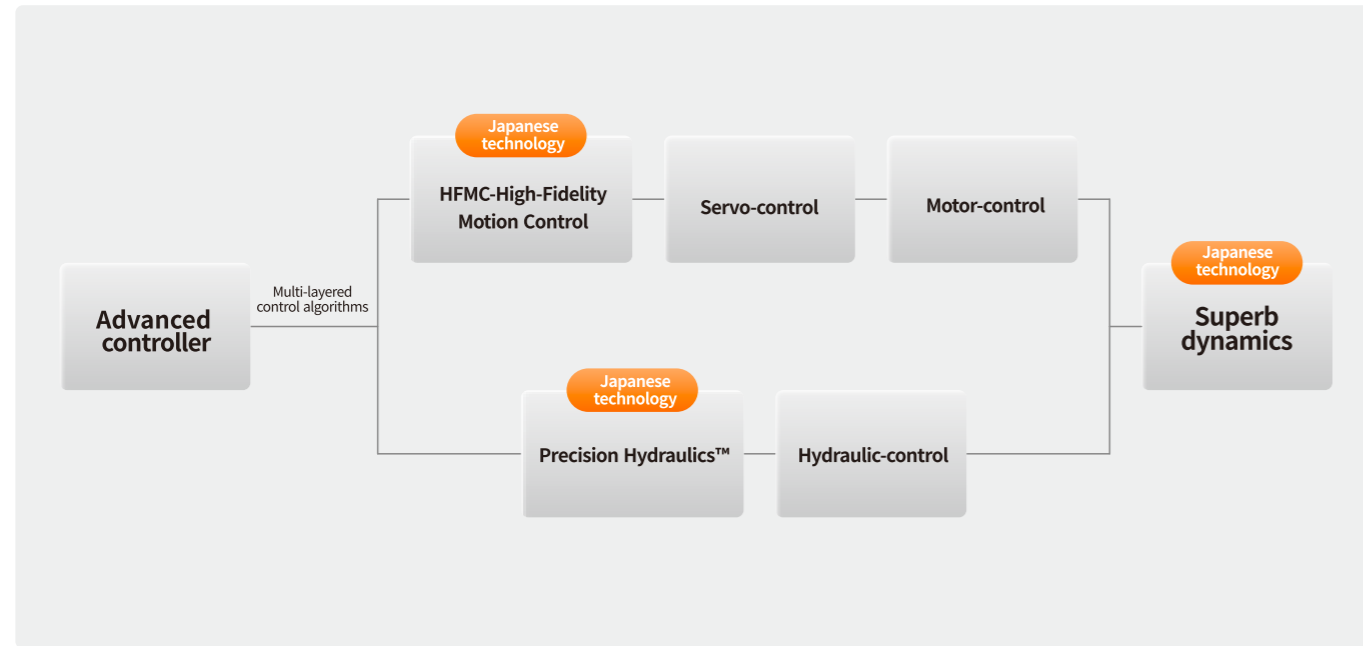 Japanese
technology
HFMC-High-Fidelity
Motion Control
Servo-control
Motor-control
Japanese
technology
Superb
dynamics
Multi-layered
control algorithms
Advanced
controller
Japanese
technology
Precision Hydraulics™
Hydraulic-control